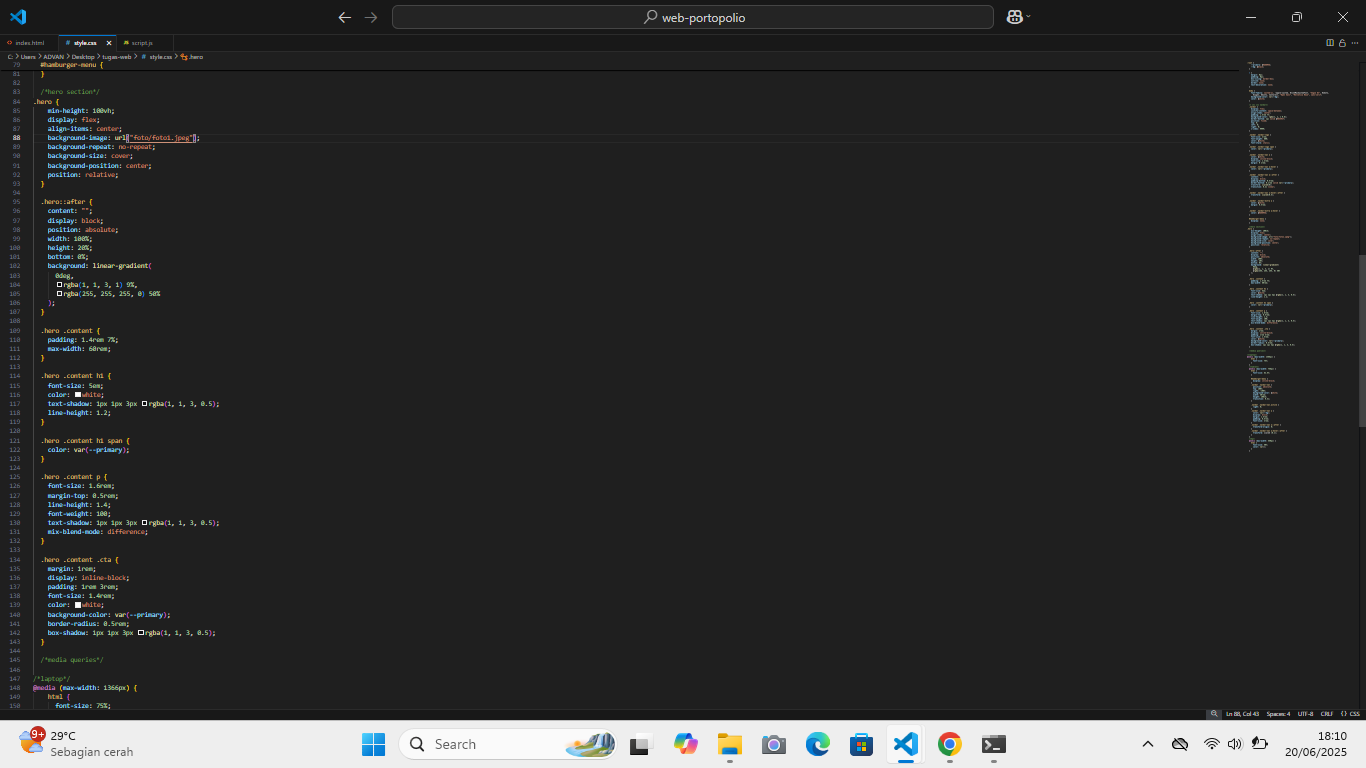 web-portopolio
index.html
style.css
script.js
C: > Users > ADVAN > Desktop > tugas-web > # style.css > .hero
79 #hamburger-menu {
81 }
82
83 /*hero section*/
84 .hero {
85 min-height: 100vh;
86 display: flex;
87 align-items: center;
88 background-image: url("foto/foto1.jpeg");
89 background-repeat: no-repeat;
90 background-size: cover;
91 background-position: center;
92 position: relative;
93 }
94
95 .hero::after {
96 content: "";
97 display: block;
98 position: absolute;
99 width: 100%;
100 height: 20%;
101 bottom: 0%;
102 background: linear-gradient(
103 0deg,
104 rgba(1, 1, 3, 1) 9%,
105 rgba(255, 255, 255, 0) 50%
106 );
107 }
108
109 .hero .content {
110 padding: 1.4rem 7%;
111 max-width: 60rem;
112 }
113
114 .hero .content h1 {
115 font-size: 5em;
116 color: white;
117 text-shadow: 1px 1px 3px rgba(1, 1, 3, 0.5);
118 line-height: 1.2;
119 }
120
121 .hero .content h1 span {
122 color: var(--primary);
123 }
124
125 .hero .content p {
126 font-size: 1.6rem;
127 margin-top: 0.5rem;
128 line-height: 1.4;
129 font-weight: 100;
130 text-shadow: 1px 1px 3px rgba(1, 1, 3, 0.5);
131 mix-blend-mode: difference;
132 }
133
134 .hero .content .cta {
135 margin: 1rem;
136 display: inline-block;
137 padding: 1rem 3rem;
138 font-size: 1.4rem;
139 color: white;
140 background-color: var(--primary);
141 border-radius: 0.5rem;
142 box-shadow: 1px 1px 3px rgba(1, 1, 3, 0.5);
143 }
144
145 /*media queries*/
146
147 /*laptop*/
148 @media (max-width: 1366px) {
149 html {
150 font-size: 75%;
Ln 88, Col 43 Spaces: 4 UTF-8 CRLF {} CSS
9+
29°C
Sebagian cerah
Search
18:10
20/06/2025